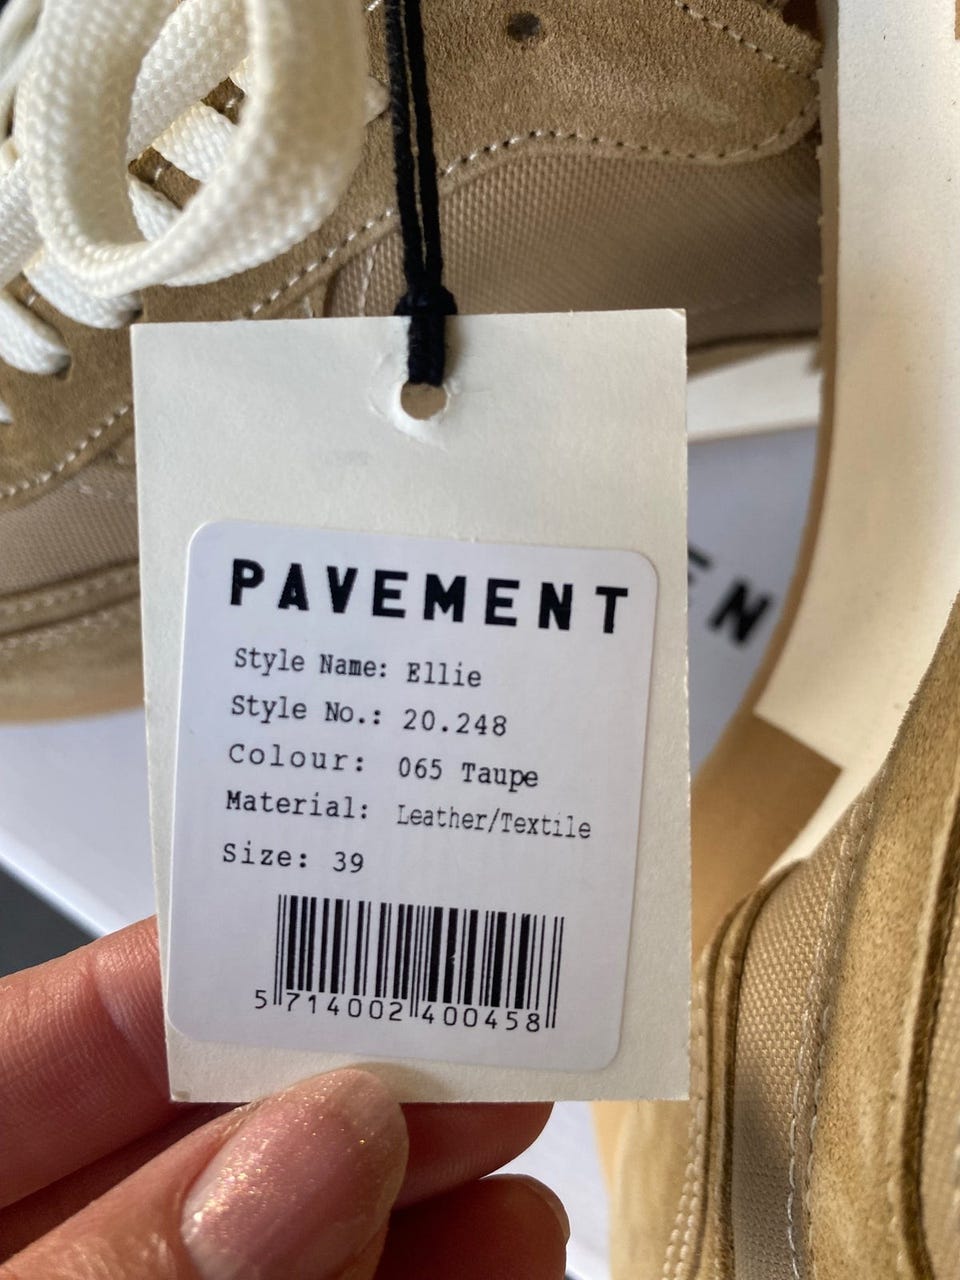 PAVEMENT
Style Name: Ellie
Style No.: 20.248
Colour: 065 Taupe
Material: Leather/Textile
Size: 39
5 714002 400458
EN